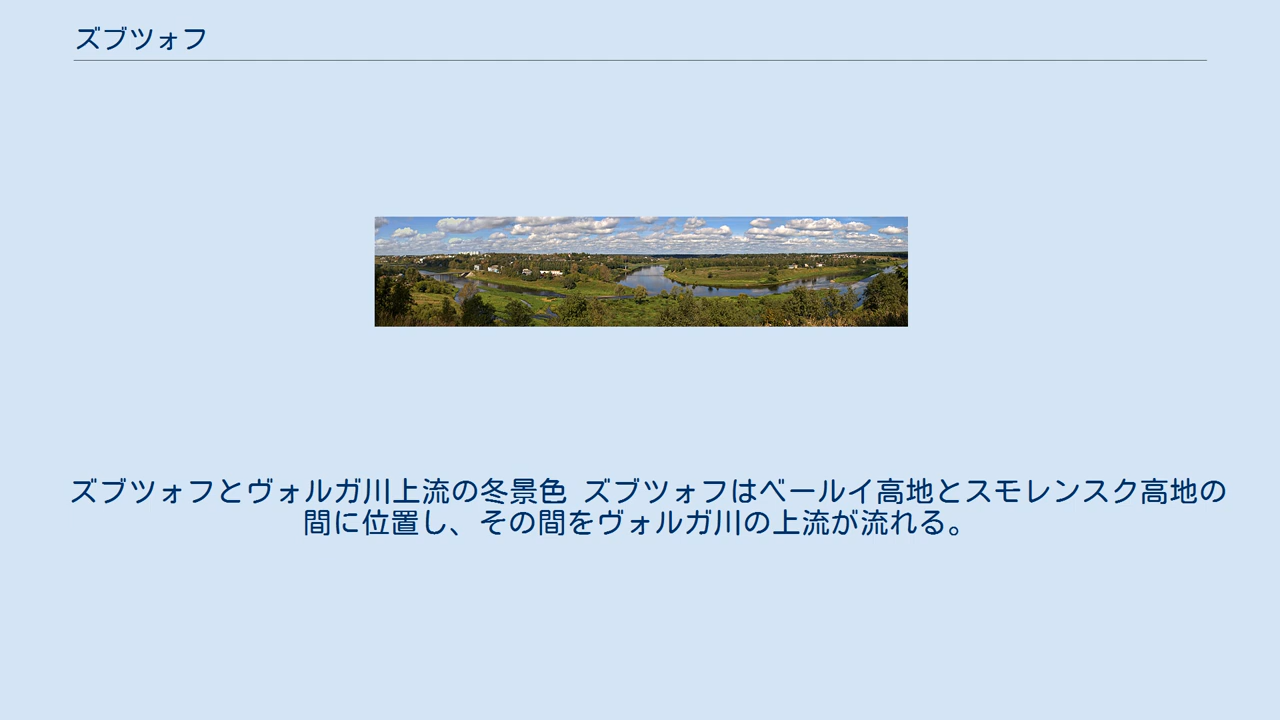 ズブツォフ
ズブツォフとヴォルガ川上流の冬景色 ズブツォフはベールイ高地とスモレンスク高地の
間に位置し、その間をヴォルガ川の上流が流れる。